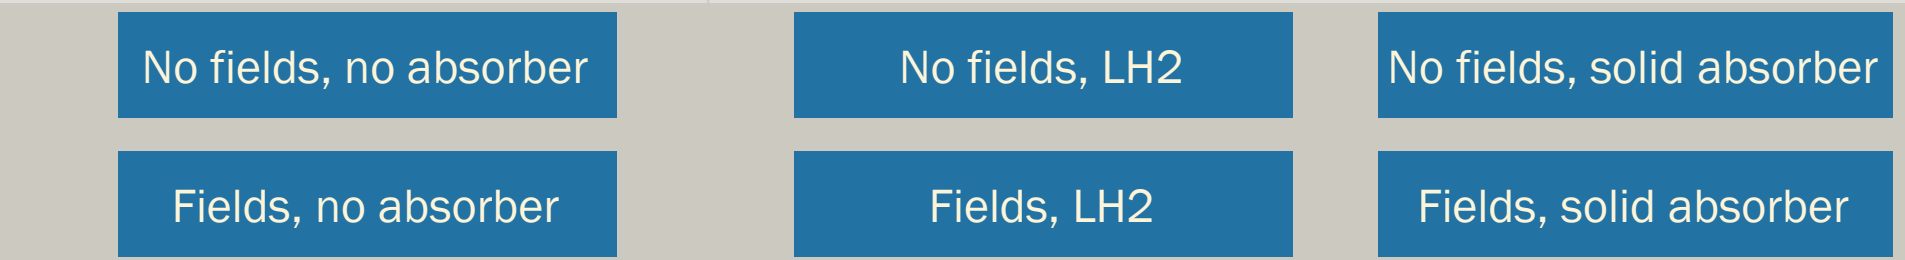 No fields, no absorber
No fields, LH2
No fields, solid absorber
Fields, no absorber
Fields, LH2
Fields, solid absorber